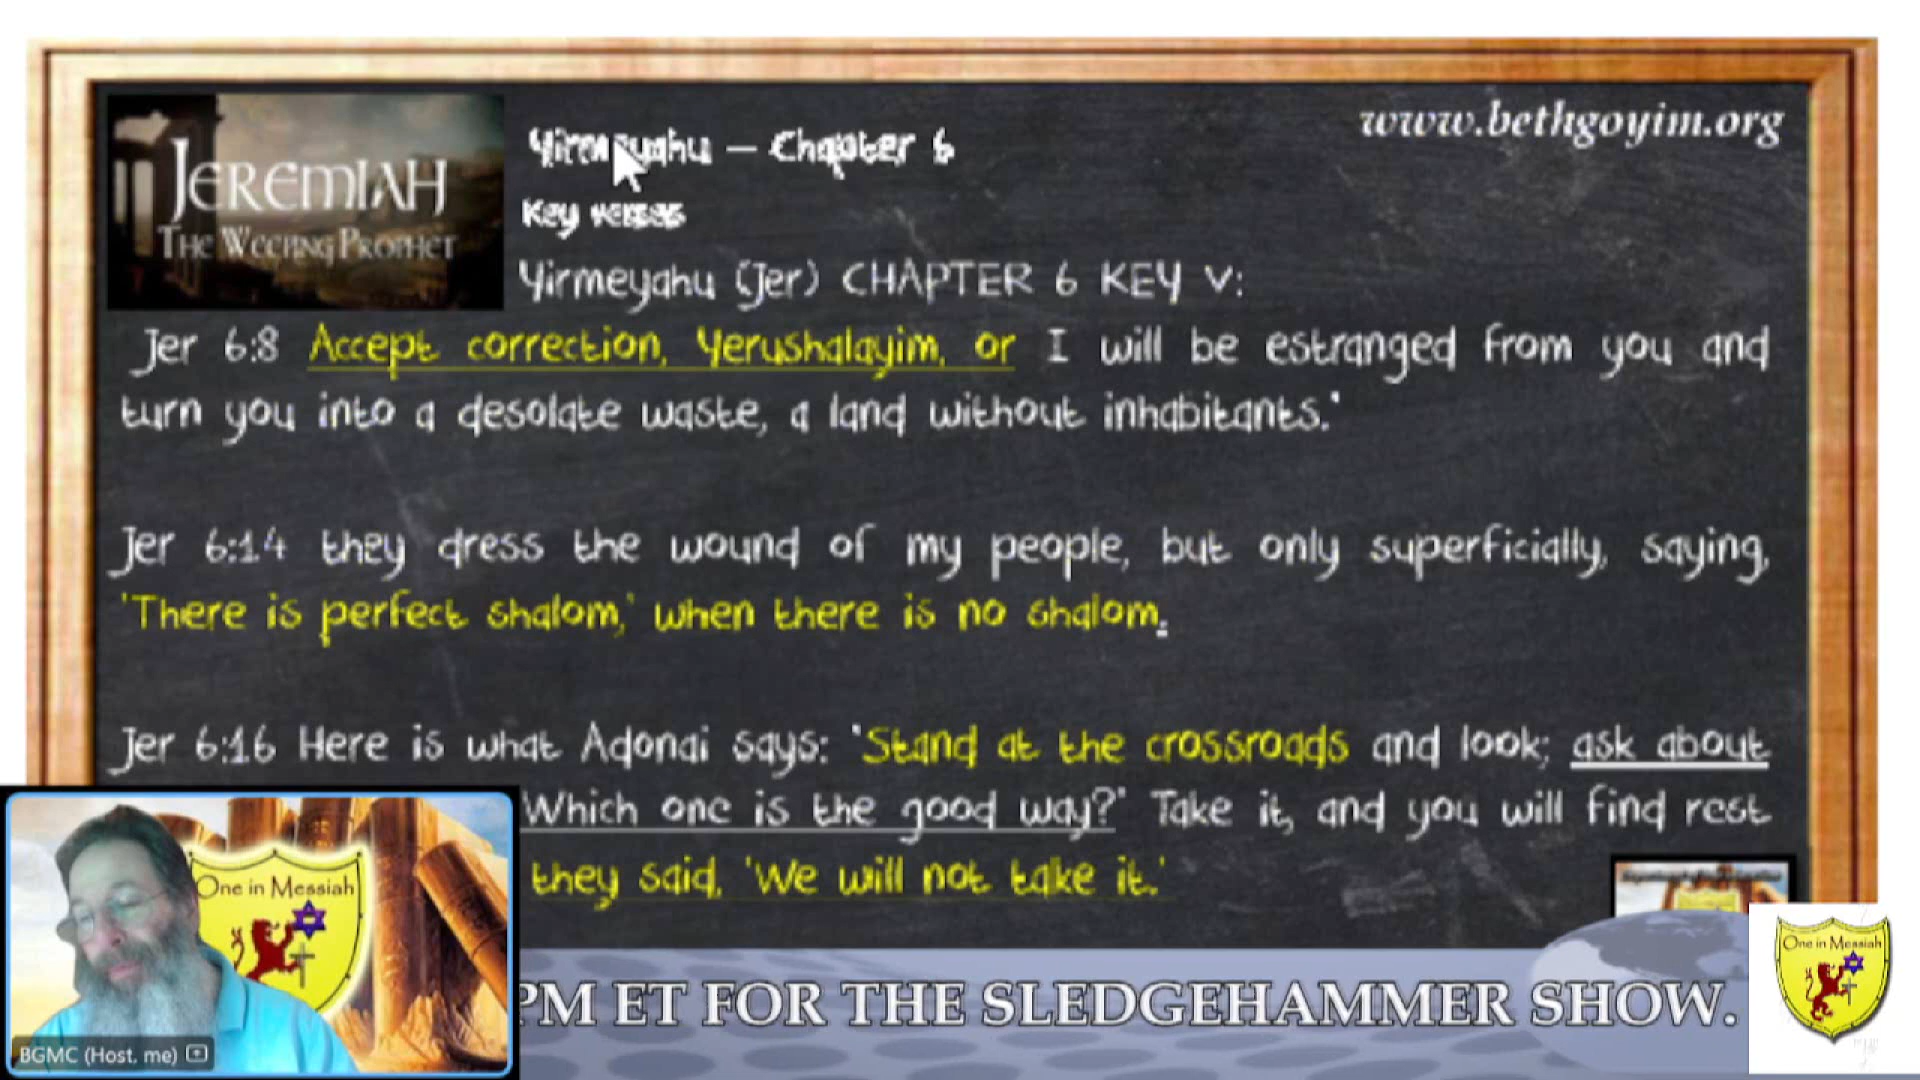 JEREMIAH
THE WEEPING PROPHET
www.bethgoyim.org
Yirmeyahu – Chapter 6
Key verses
Yirmeyahu (Jer) CHAPTER 6 KEY V:
Jer 6:8 Accept correction, Yerushalayim, or I will be estranged from you and
turn you into a desolate waste, a land without inhabitants.'
Jer 6:14 they dress the wound of my people, but only superficially, saying,
'There is perfect shalom,' when there is no shalom.
Jer 6:16 Here is what Adonai says: 'Stand at the crossroads and look; ask about
Which one is the good way?' Take it, and you will find rest
they said, 'We will not take it.'
One in Messiah
BGMC (Host, me)
PM ET FOR THE SLEDGEHAMMER SHOW.
One in Messiah